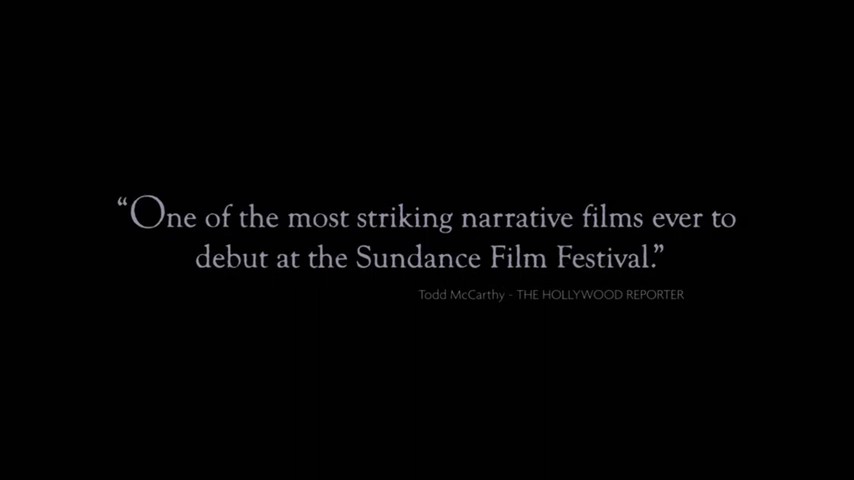 “One of the most striking narrative films ever to
debut at the Sundance Film Festival.”
Todd McCarthy - THE HOLLYWOOD REPORTER